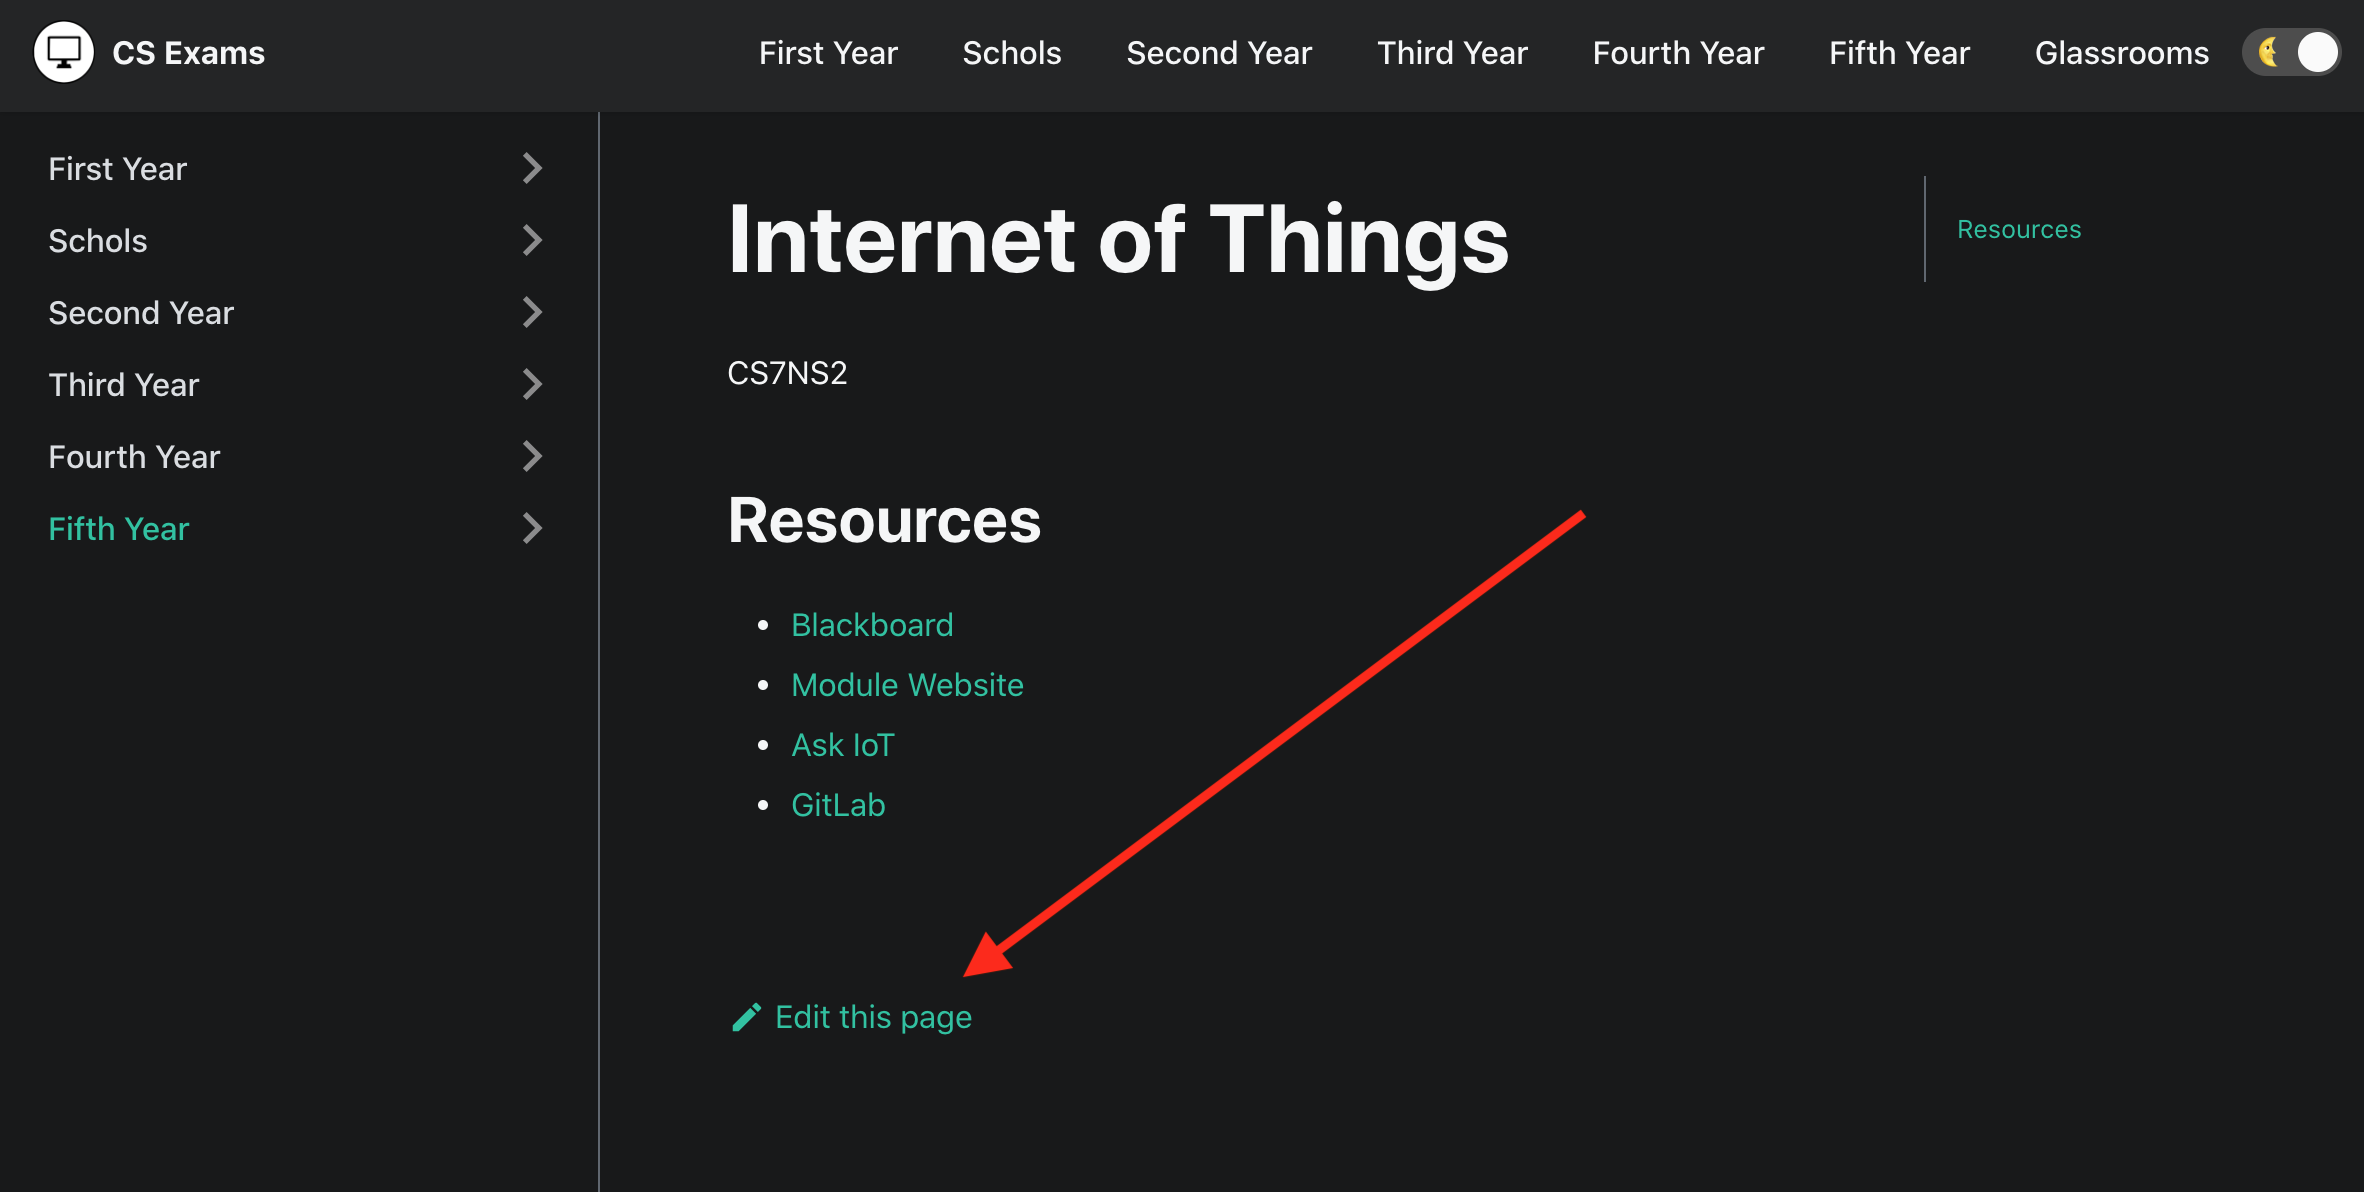 CS Exams
First Year
Schols
Second Year
Third Year
Fourth Year
Fifth Year
Glassrooms
First Year
Schols
Second Year
Third Year
Fourth Year
Fifth Year
Internet of Things
CS7NS2
Resources
Blackboard
Module Website
Ask IoT
GitLab
Edit this page
Resources